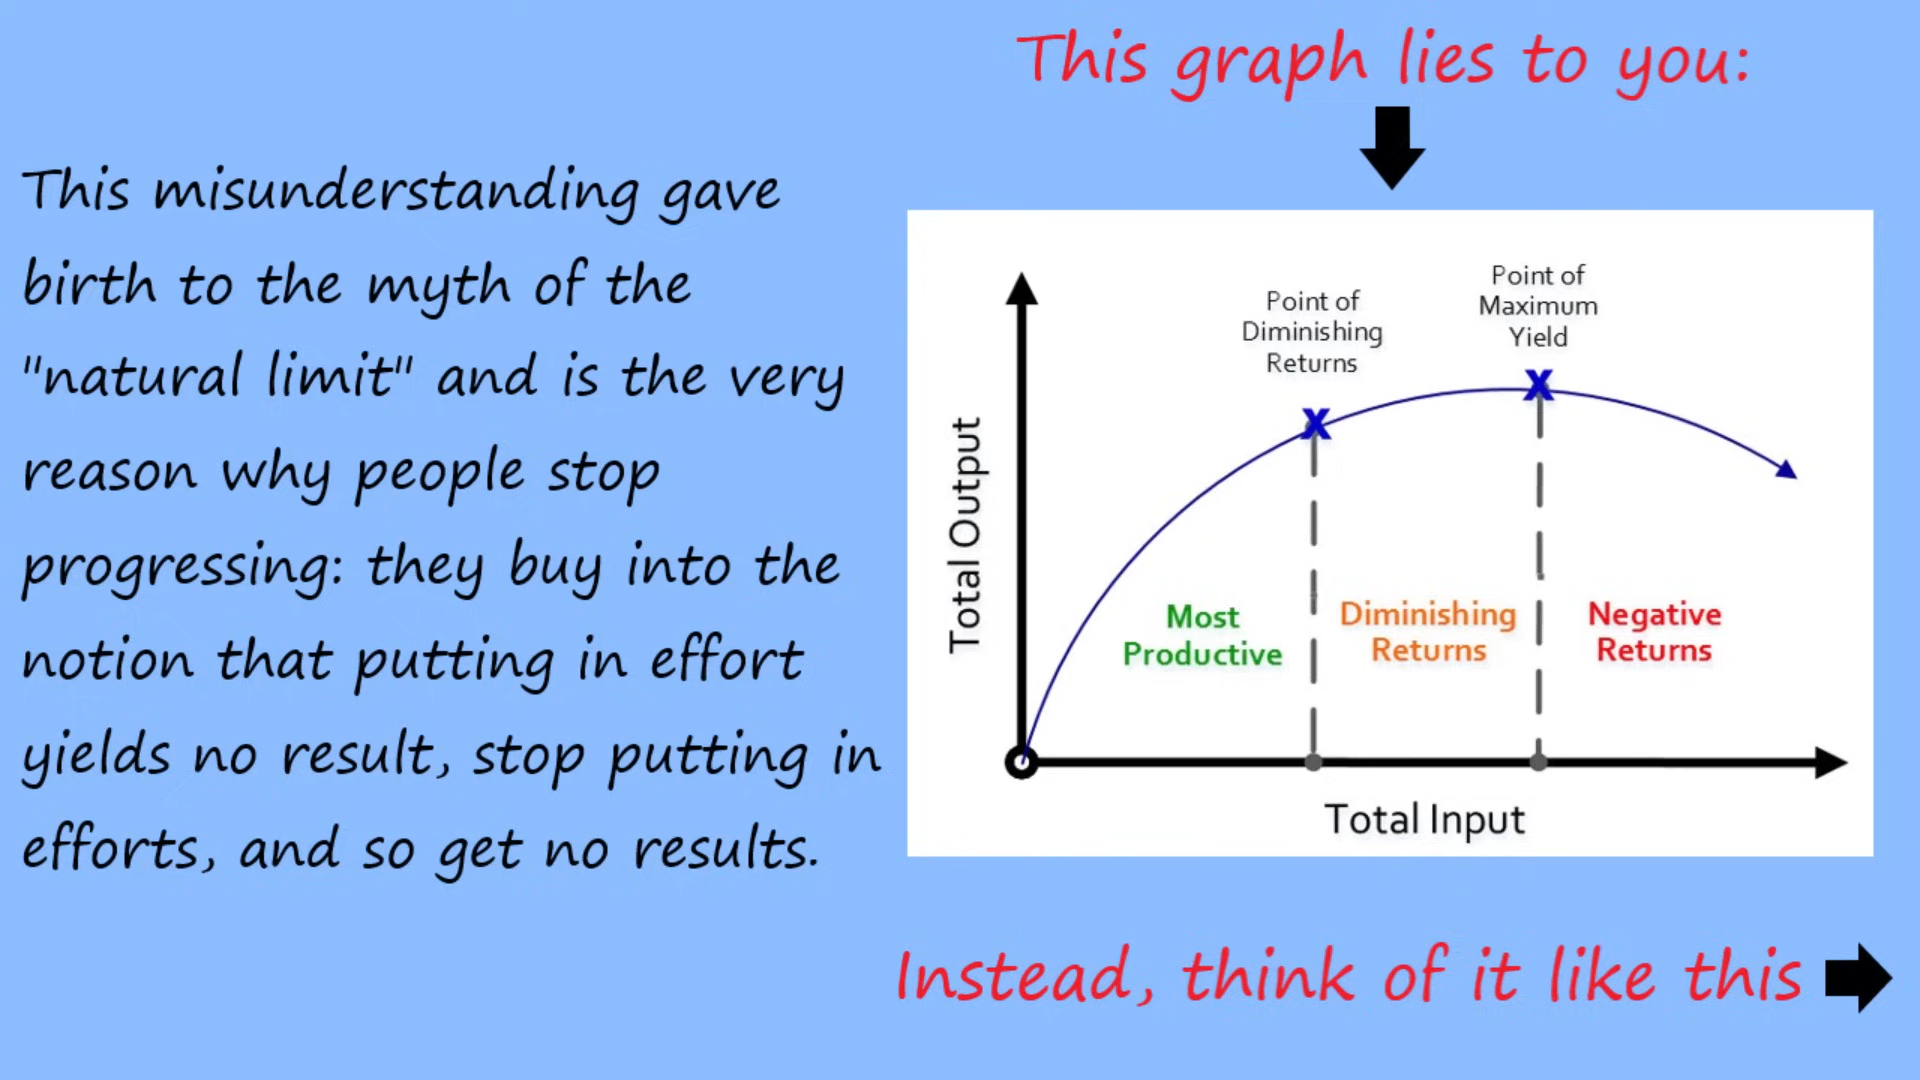 This graph lies to you:
This misunderstanding gave
birth to the myth of the
"natural limit" and is the very
reason why people stop
progressing: they buy into the
notion that putting in effort
yields no result, stop putting in
efforts, and so get no results.
Point of
Diminishing
Returns
Point of
Maximum
Yield
Total Output
Most
Productive
Diminishing
Returns
Negative
Returns
Total Input
Instead, think of it like this